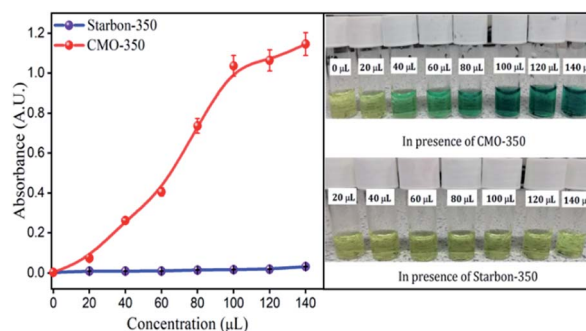 Starbon-350
CMO-350
Absorbance (A.U.)
1.2
1.0
0.8
0.6
0.4
0.2
0.0
0 20 40 60 80 100 120 140
Concentration (μL)
0 μL 20 μL 40 μL 60 μL 80 μL 100 μL 120 μL 140 μL
In presence of CMO-350
20 μL 40 μL 60 μL 80 μL 100 μL 120 μL 140 μL
In presence of Starbon-350